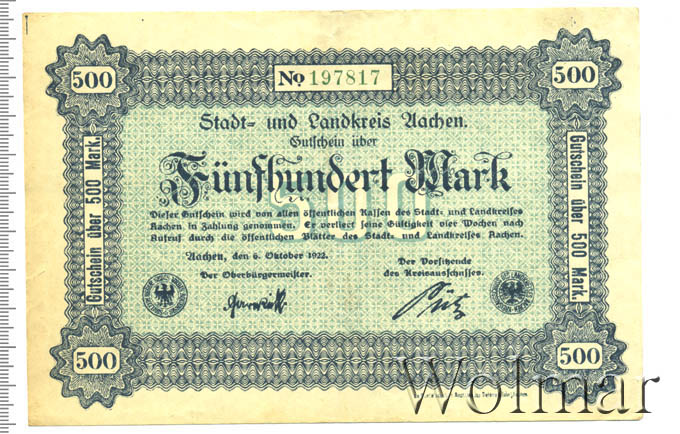 500
No 197817
500
Stadt- und Landkreis Aachen.
Gutschein über
Fünfhundert Mark
500
Dieser Gutschein wird von allen öffentlichen Kassen des Stadt- und Landkreises
Aachen in Zahlung genommen. Er verliert seine Gültigkeit vier Wochen nach
Aufruf durch die öffentlichen Blätter des Stadt- und Landkreises Aachen.
Aachen, den 6. Oktober 1922.
Der Oberbürgermeister.
Der Vorsitzende
des Kreisausschusses.
Gutschein über 500 Mark.
Gutschein über 500 Mark.
500
500
Wolmar